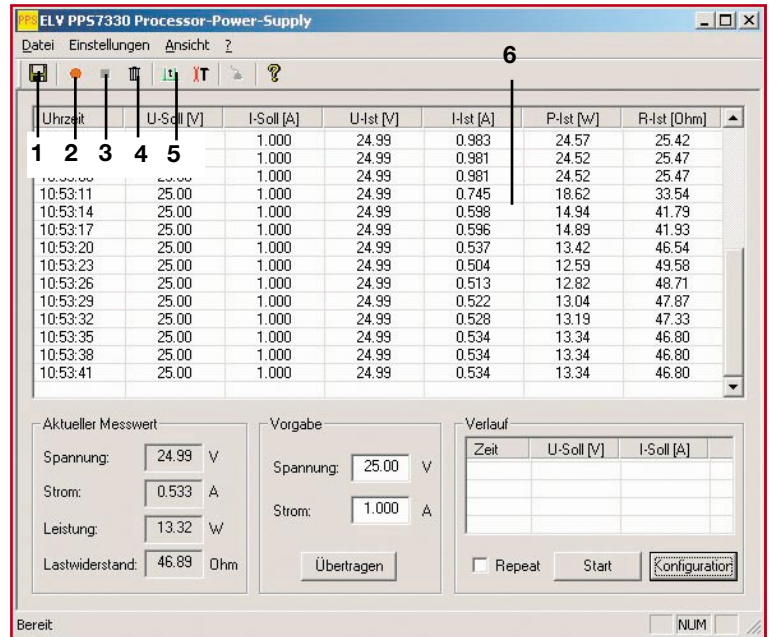 PPS ELV PPS7330 Processor-Power-Supply
Datei Einstellungen Ansicht ?
6
Uhrzeit U-Soll [V] I-Soll [A] U-Ist [V] I-Ist [A] P-Ist [W] R-Ist [Ohm]
1 2 3 4 5
1.000 24.99 0.983 24.57 25.42
1.000 24.99 0.981 24.52 25.47
1.000 24.99 0.981 24.52 25.47
10:53:11 25.00 1.000 24.99 0.745 18.62 33.54
10:53:14 25.00 1.000 24.99 0.598 14.94 41.79
10:53:17 25.00 1.000 24.99 0.596 14.89 41.93
10:53:20 25.00 1.000 24.99 0.537 13.42 46.54
10:53:23 25.00 1.000 24.99 0.504 12.59 49.58
10:53:26 25.00 1.000 24.99 0.513 12.82 48.71
10:53:29 25.00 1.000 24.99 0.522 13.04 47.87
10:53:32 25.00 1.000 24.99 0.528 13.19 47.33
10:53:35 25.00 1.000 24.99 0.534 13.34 46.80
10:53:38 25.00 1.000 24.99 0.534 13.34 46.80
10:53:41 25.00 1.000 24.99 0.534 13.34 46.80
Aktueller Messwert
Spannung: 24.99 V
Strom: 0.533 A
Leistung: 13.32 W
Lastwiderstand: 46.89 Ohm
Vorgabe
Spannung: 25.00 V
Strom: 1.000 A
Übertragen
Verlauf
Zeit U-Soll [V] I-Soll [A]
Repeat Start Konfiguration
Bereit NUM